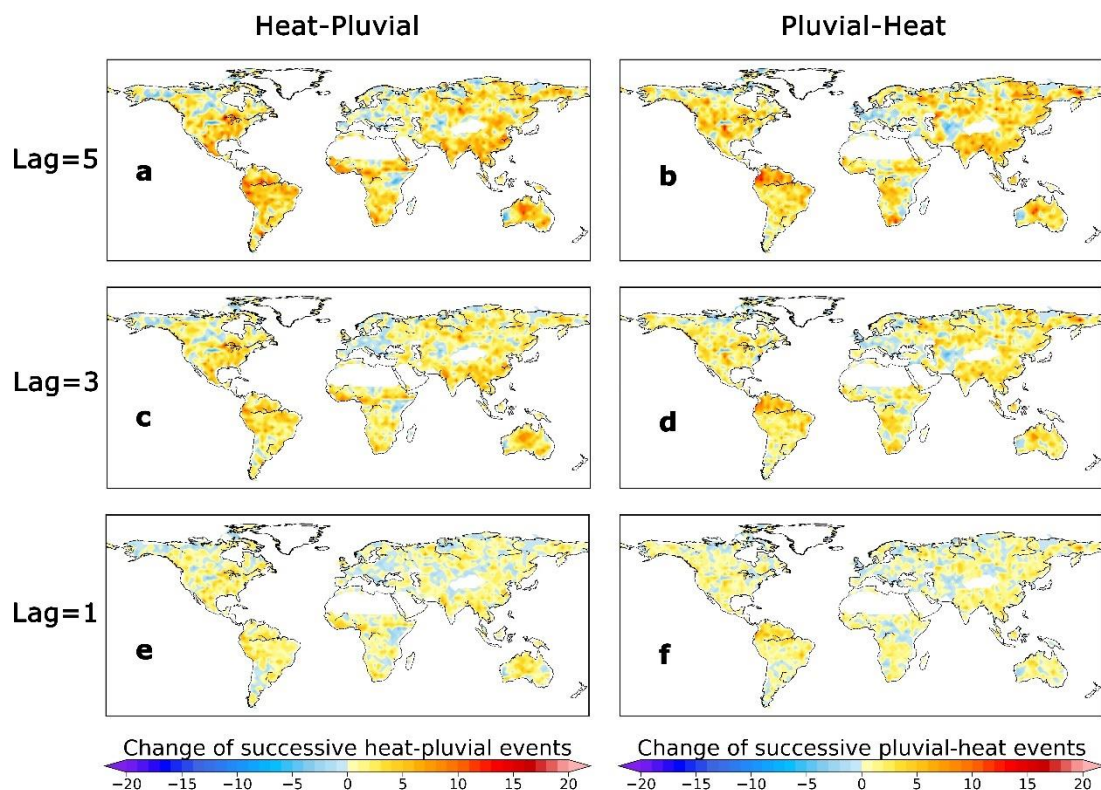 Heat-Pluvial Pluvial-Heat
Lag=5
a b
Lag=3
c d
Lag=1
e f
Change of successive heat-pluvial events Change of successive pluvial-heat events
−20 −15 −10 −5 0 5 10 15 20 −20 −15 −10 −5 0 5 10 15 20